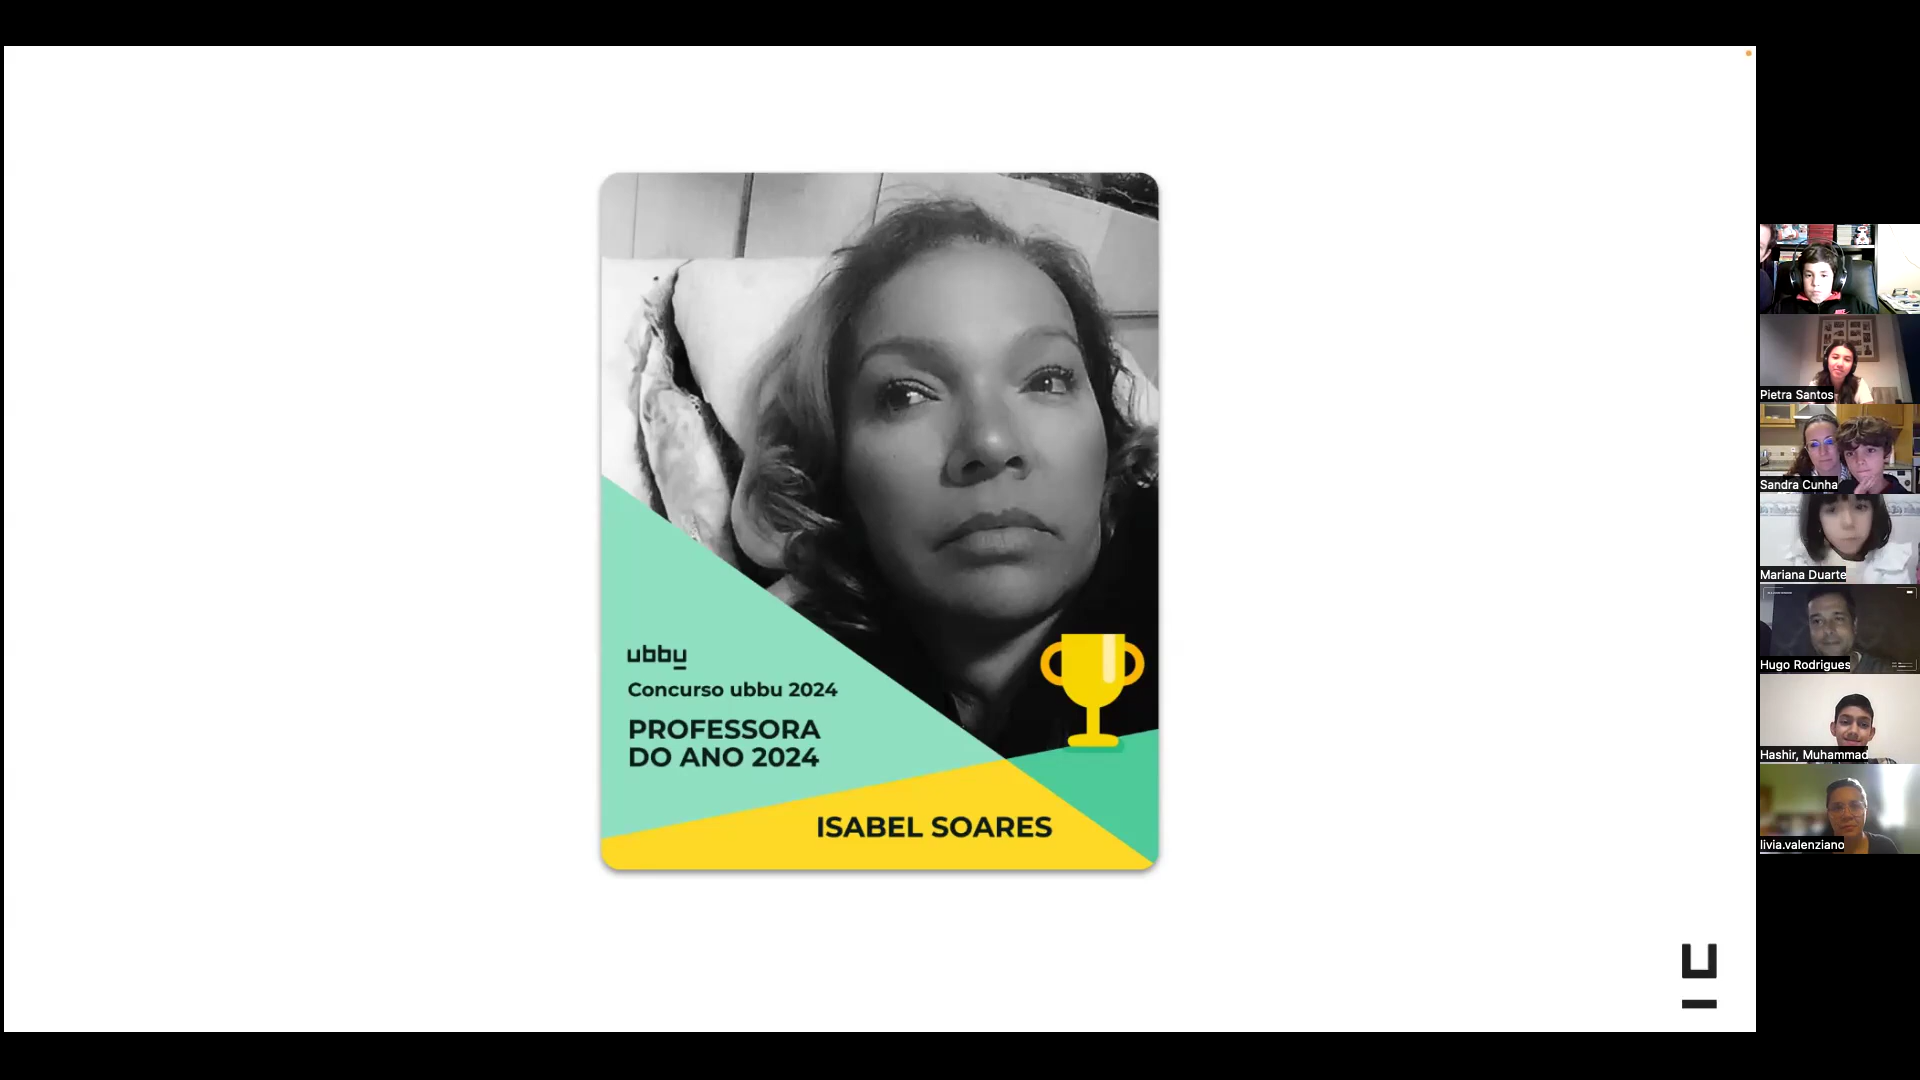 ubbu
Concurso ubbu 2024
PROFESSORA
DO ANO 2024
ISABEL SOARES
Pietra Santos
Sandra Cunha
Mariana Duarte
Hugo Rodrigues
Hashir, Muhammad
livia.valenziano